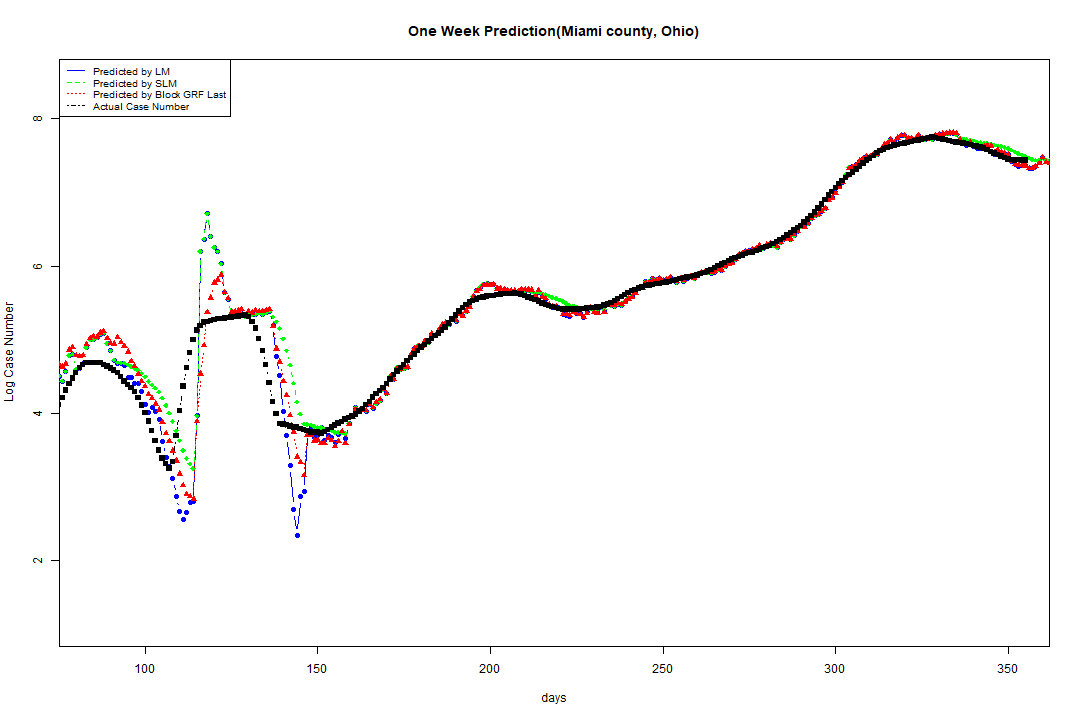 One Week Prediction(Miami county, Ohio)
Predicted by LM
Predicted by SLM
Predicted by Block GRF Last
Actual Case Number
8
6
4
2
Log Case Number
100 150 200 250 300 350
days